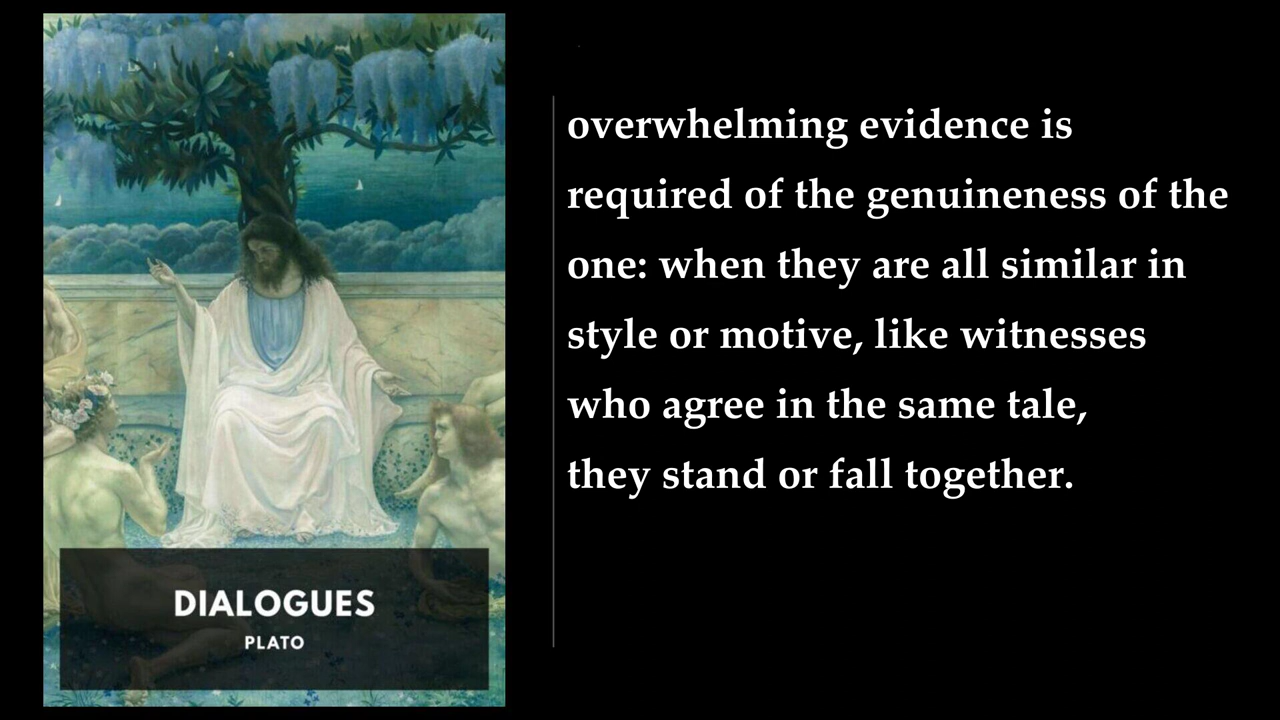 overwhelming evidence is
required of the genuineness of the
one: when they are all similar in
style or motive, like witnesses
who agree in the same tale,
they stand or fall together.
DIALOGUES
PLATO